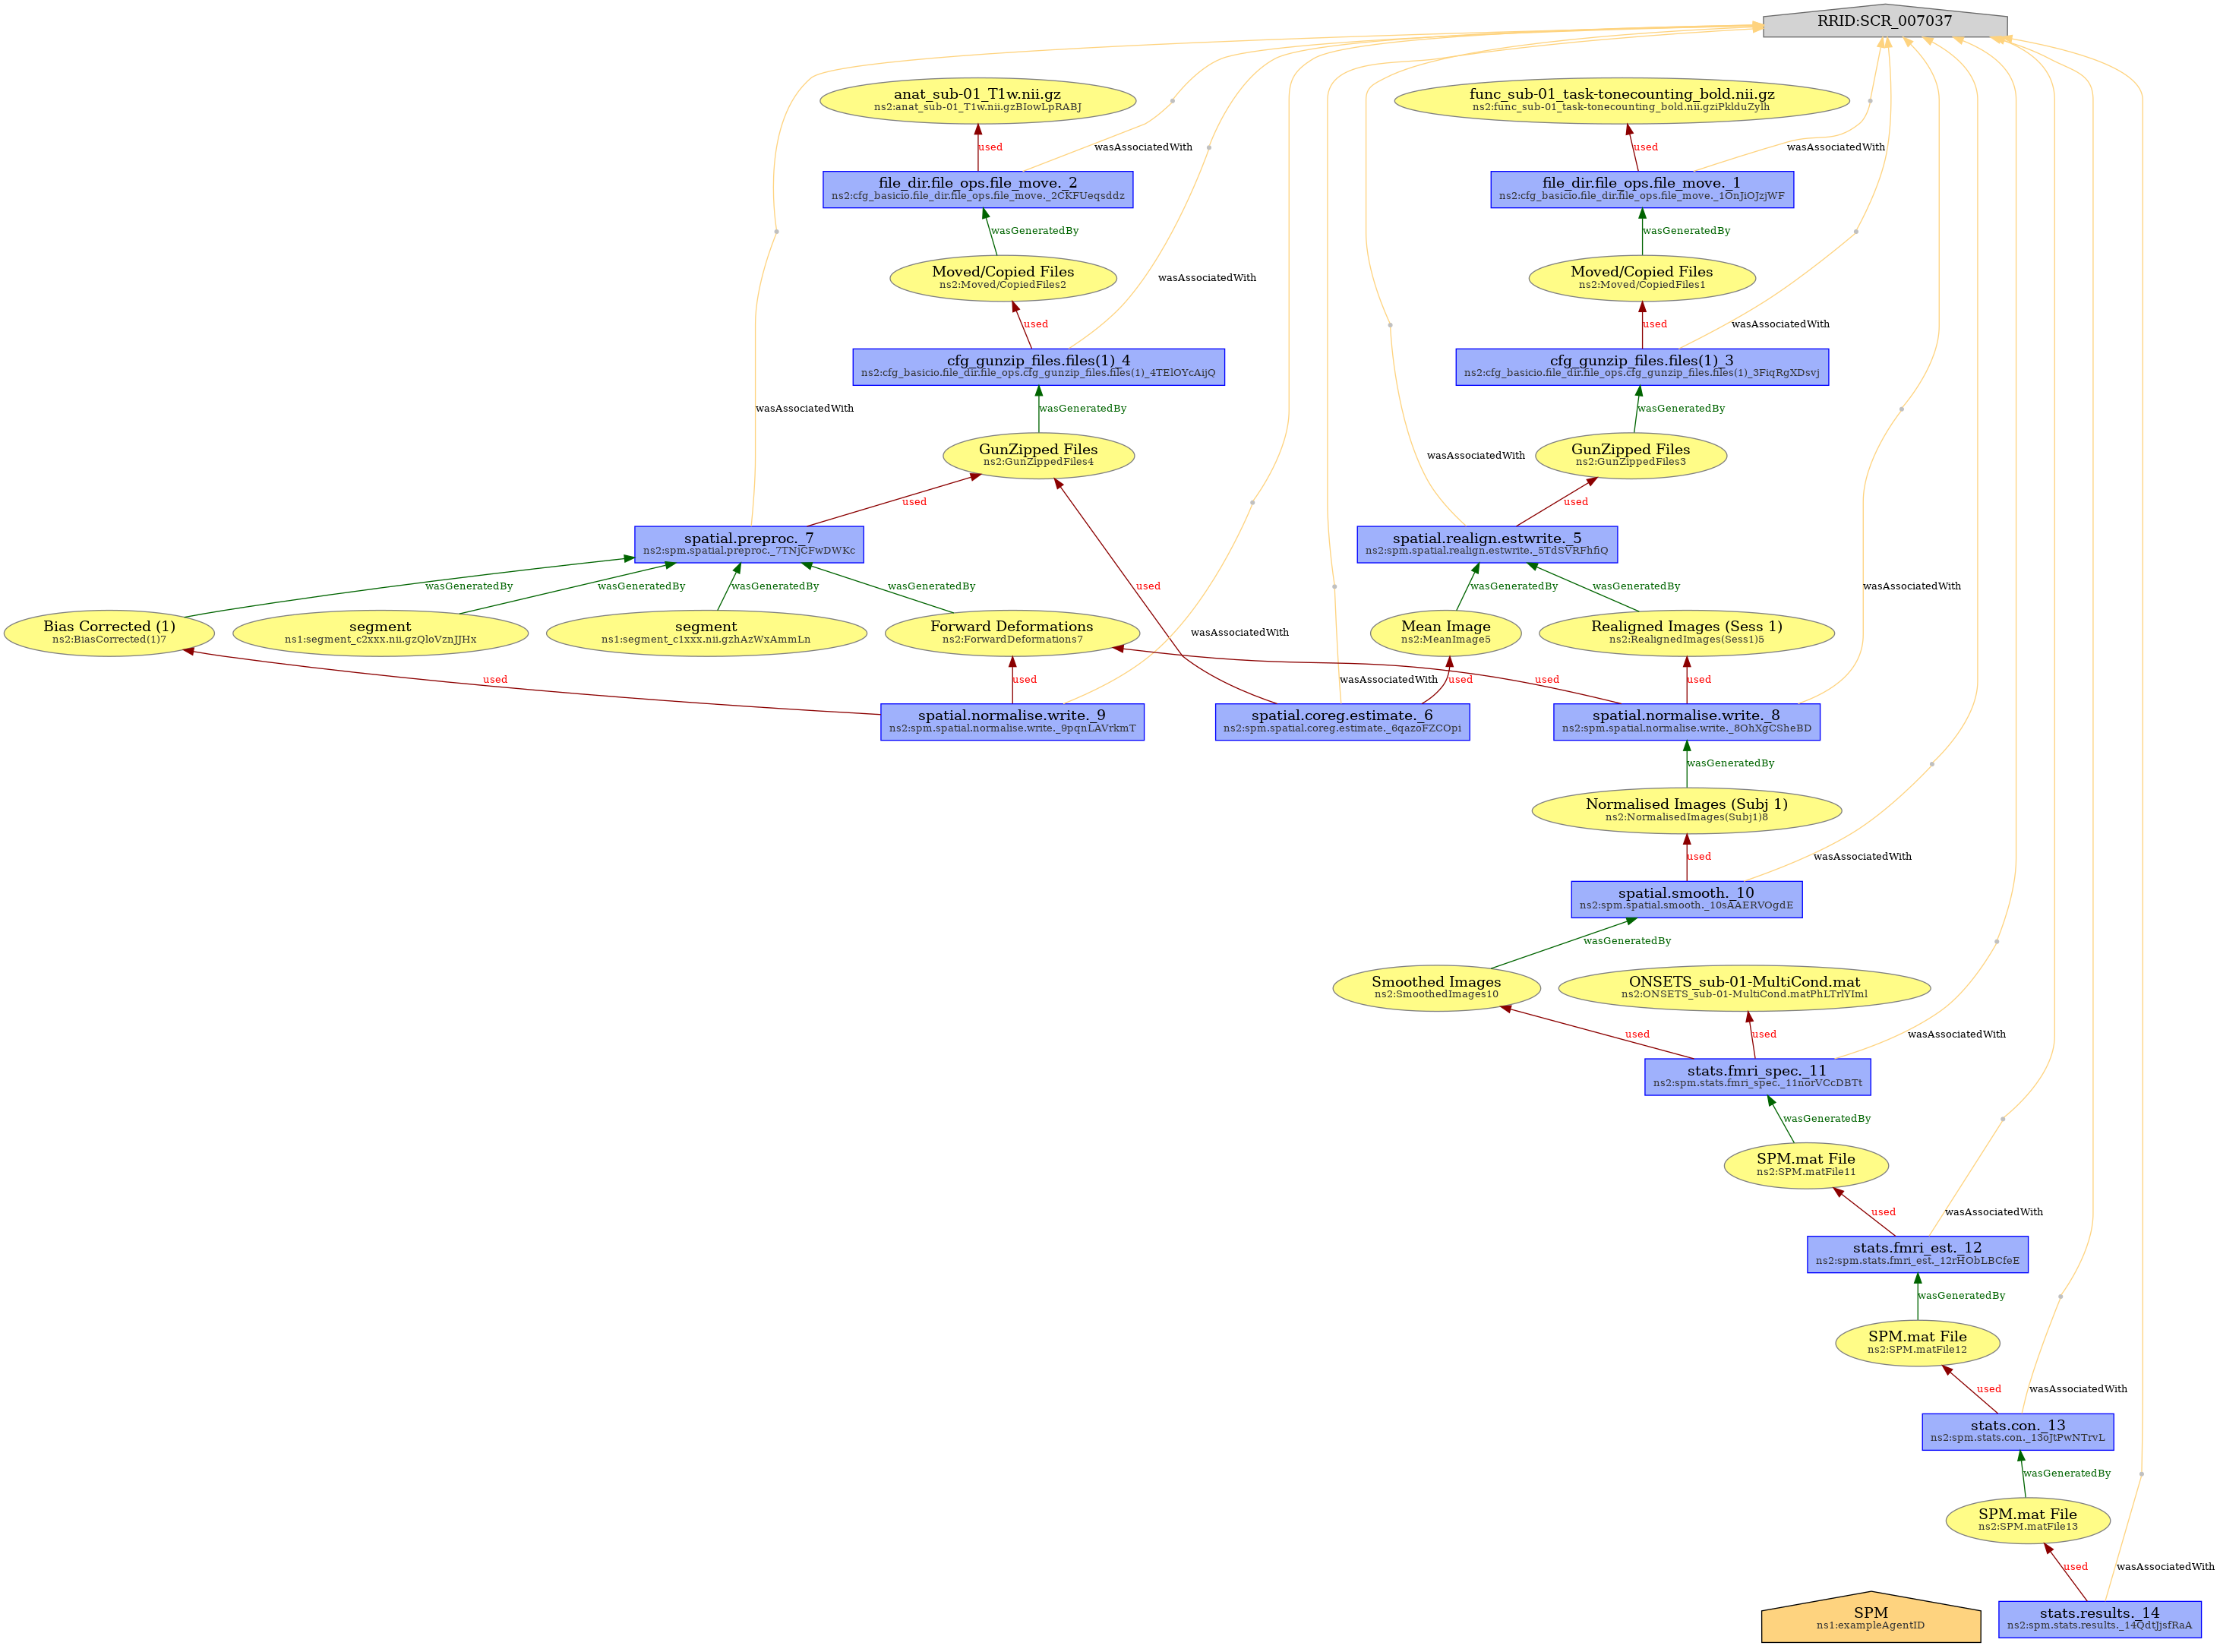 RRID:SCR_007037
anat_sub-01_T1w.nii.gz
ns2:anat_sub-01_T1w.nii.gzBIowLpRABJ
func_sub-01_task-tonecounting_bold.nii.gz
ns2:func_sub-01_task-tonecounting_bold.nii.gziPklduZylh
used
wasAssociatedWith
used
wasAssociatedWith
file_dir.file_ops.file_move._2
ns2:cfg_basicio.file_dir.file_ops.file_move._2CKFUeqsddz
file_dir.file_ops.file_move._1
ns2:cfg_basicio.file_dir.file_ops.file_move._1OnJiOJzjWF
wasGeneratedBy
wasGeneratedBy
Moved/Copied Files
ns2:Moved/CopiedFiles2
Moved/Copied Files
ns2:Moved/CopiedFiles1
wasAssociatedWith
used
used
wasAssociatedWith
cfg_gunzip_files.files(1)_4
ns2:cfg_basicio.file_dir.file_ops.cfg_gunzip_files.files(1)_4TElOYcAijQ
cfg_gunzip_files.files(1)_3
ns2:cfg_basicio.file_dir.file_ops.cfg_gunzip_files.files(1)_3FiqRgXDsvj
wasAssociatedWith
wasGeneratedBy
wasGeneratedBy
GunZipped Files
ns2:GunZippedFiles4
wasAssociatedWith
GunZipped Files
ns2:GunZippedFiles3
used
used
spatial.preproc._7
ns2:spm.spatial.preproc._7TNjCFwDWKc
spatial.realign.estwrite._5
ns2:spm.spatial.realign.estwrite._5TdSVRFhfiQ
wasGeneratedBy
wasGeneratedBy
wasGeneratedBy
wasGeneratedBy
used
wasGeneratedBy
wasGeneratedBy
wasAssociatedWith
Bias Corrected (1)
ns2:BiasCorrected(1)7
segment
ns1:segment_c2xxx.nii.gzQloVznJJHx
segment
ns1:segment_c1xxx.nii.gzhAzWxAmmLn
Forward Deformations
ns2:ForwardDeformations7
wasAssociatedWith
Mean Image
ns2:MeanImage5
Realigned Images (Sess 1)
ns2:RealignedImages(Sess1)5
used
used
wasAssociatedWith
used
used
used
spatial.normalise.write._9
ns2:spm.spatial.normalise.write._9pqnLAVrkmT
spatial.coreg.estimate._6
ns2:spm.spatial.coreg.estimate._6qazoFZCOpi
spatial.normalise.write._8
ns2:spm.spatial.normalise.write._8OhXgCSheBD
wasGeneratedBy
Normalised Images (Subj 1)
ns2:NormalisedImages(Subj1)8
used
wasAssociatedWith
spatial.smooth._10
ns2:spm.spatial.smooth._10sAAERVOgdE
wasGeneratedBy
Smoothed Images
ns2:SmoothedImages10
ONSETS_sub-01-MultiCond.mat
ns2:ONSETS_sub-01-MultiCond.matPhLTrlYIml
used
used
wasAssociatedWith
stats.fmri_spec._11
ns2:spm.stats.fmri_spec._11norVCcDBTt
wasGeneratedBy
SPM.mat File
ns2:SPM.matFile11
used
wasAssociatedWith
stats.fmri_est._12
ns2:spm.stats.fmri_est._12rHObLBCfeE
wasGeneratedBy
SPM.mat File
ns2:SPM.matFile12
used
wasAssociatedWith
stats.con._13
ns2:spm.stats.con._13oJtPwNTrvL
wasGeneratedBy
SPM.mat File
ns2:SPM.matFile13
used
wasAssociatedWith
SPM
ns1:exampleAgentID
stats.results._14
ns2:spm.stats.results._14QdtJjsfRaA